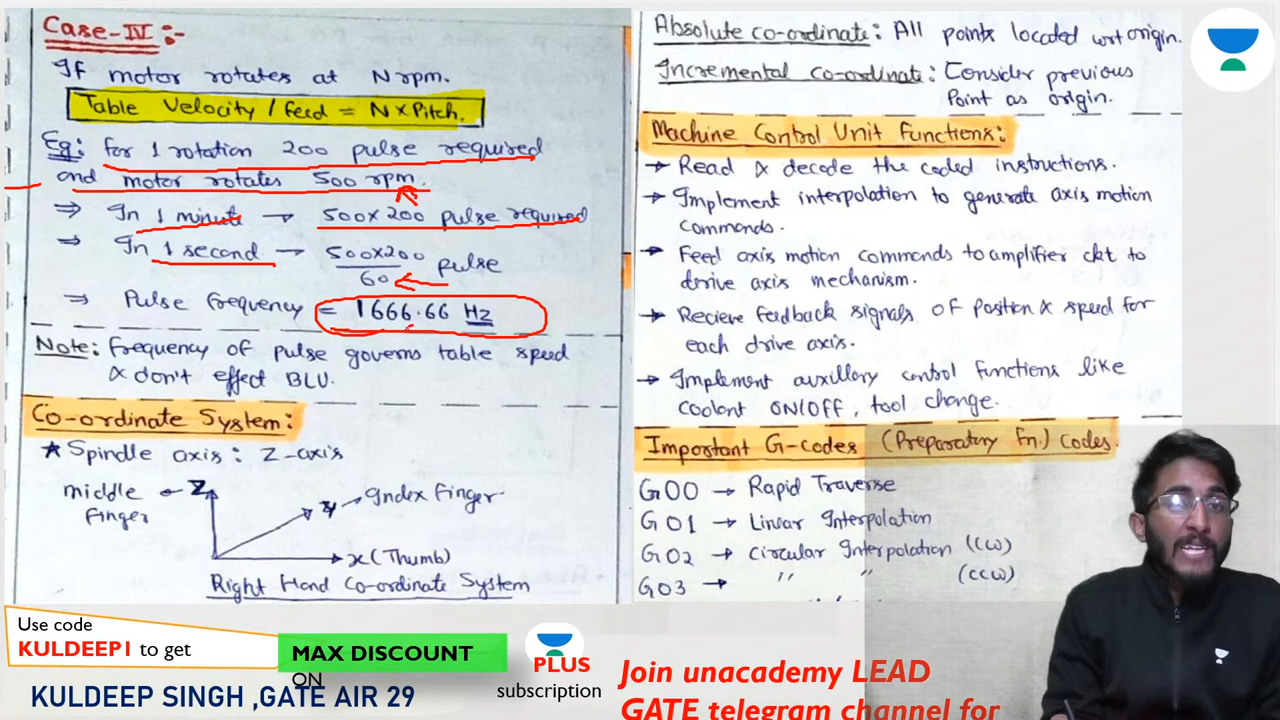 Case-IV:-
If motor rotates at N rpm.
Table Velocity / feed = N×Pitch.
Eg: for 1 rotation 200 pulse required
and motor rotates 500 rpm.
⇒ In 1 minute → 500×200 pulse required
⇒ In 1 second → 500×200/60 pulse
⇒ Pulse frequency = 1666.66 Hz
Note: Frequency of pulse governs table speed
& don't effect BLU.
Co-ordinate System:
★ Spindle axis: Z-axis
middle finger
Z
y
Index Finger
x (Thumb)
Right Hand Co-ordinate System
Absolute co-ordinate: All points located wrt origin.
Incremental co-ordinate: Consider previous
Point as origin.
Machine Control Unit Functions:
→ Read & decode the coded instructions.
→ Implement interpolation to generate axis motion
commands.
→ Feed axis motion commands to amplifier ckt to
drive axis mechanism.
→ Recieve feedback signals of position & speed for
each drive axis.
→ Implement auxillary control functions like
coolant ON/OFF, tool change.
Important G-codes (Preparatory Fn.) Codes.
G00 → Rapid Traverse
G01 → Linear Interpolation
G02 → Circular Interpolation (CW)
G03 → " " (CCW)
Use code
KULDEEP1 to get
MAX DISCOUNT
ON
PLUS
subscription
KULDEEP SINGH ,GATE AIR 29
Join unacademy LEAD
GATE telegram channel for